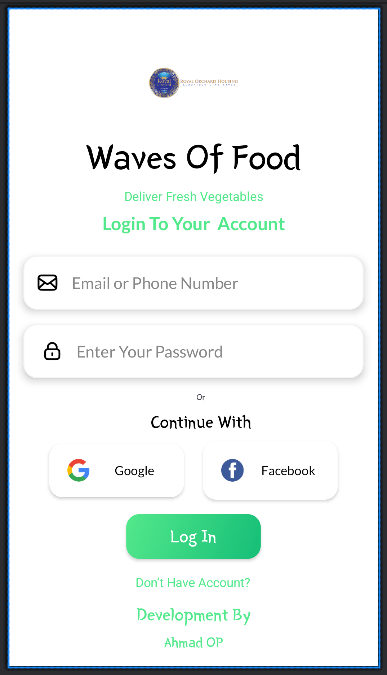 ROYAL ORCHARD HOUSING
Waves Of Food
Deliver Fresh Vegetables
Login To Your Account
Email or Phone Number
Enter Your Password
Or
Continue With
Google
Facebook
Log In
Don't Have Account?
Development By
Ahmad OP